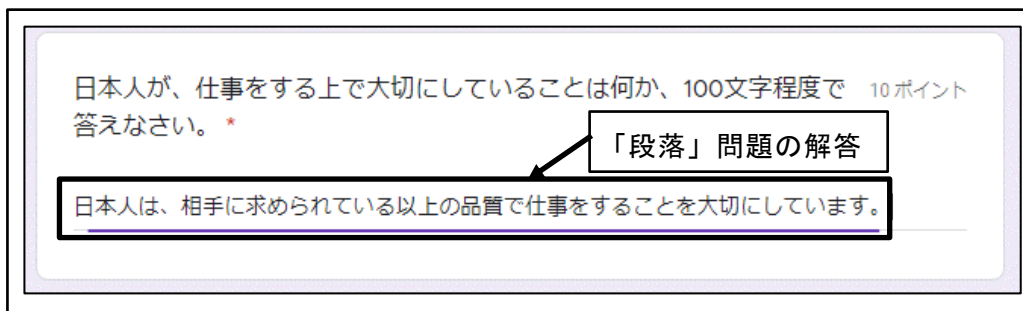 日本人が、仕事をする上で大切にしていることは何か、100文字程度で 10 ポイント
答えなさい。 *
「段落」問題の解答
日本人は、相手に求められている以上の品質で仕事をすることを大切にしています。